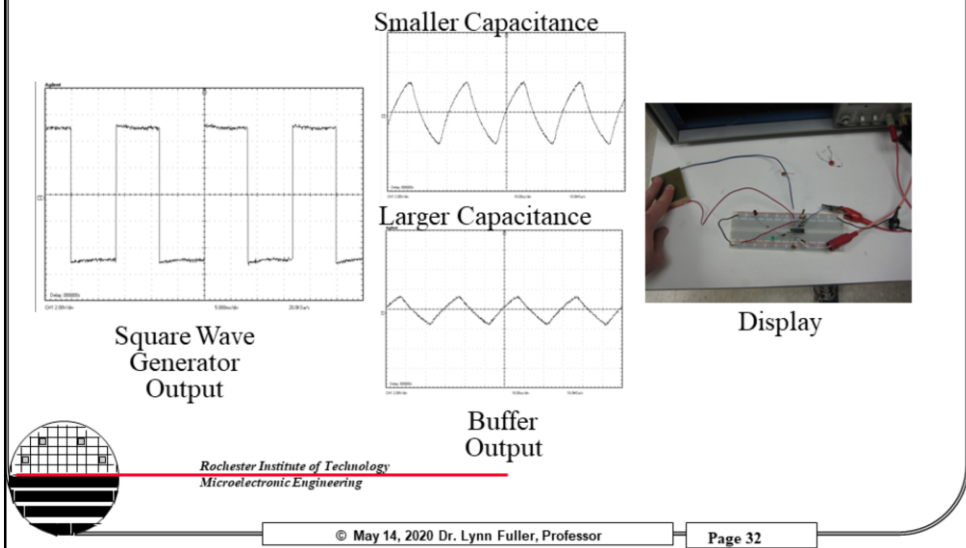 Smaller Capacitance
Agilent
Larger Capacitance
Square Wave
Generator
Output
Buffer
Output
Display
Rochester Institute of Technology
Microelectronic Engineering
© May 14, 2020 Dr. Lynn Fuller, Professor
Page 32